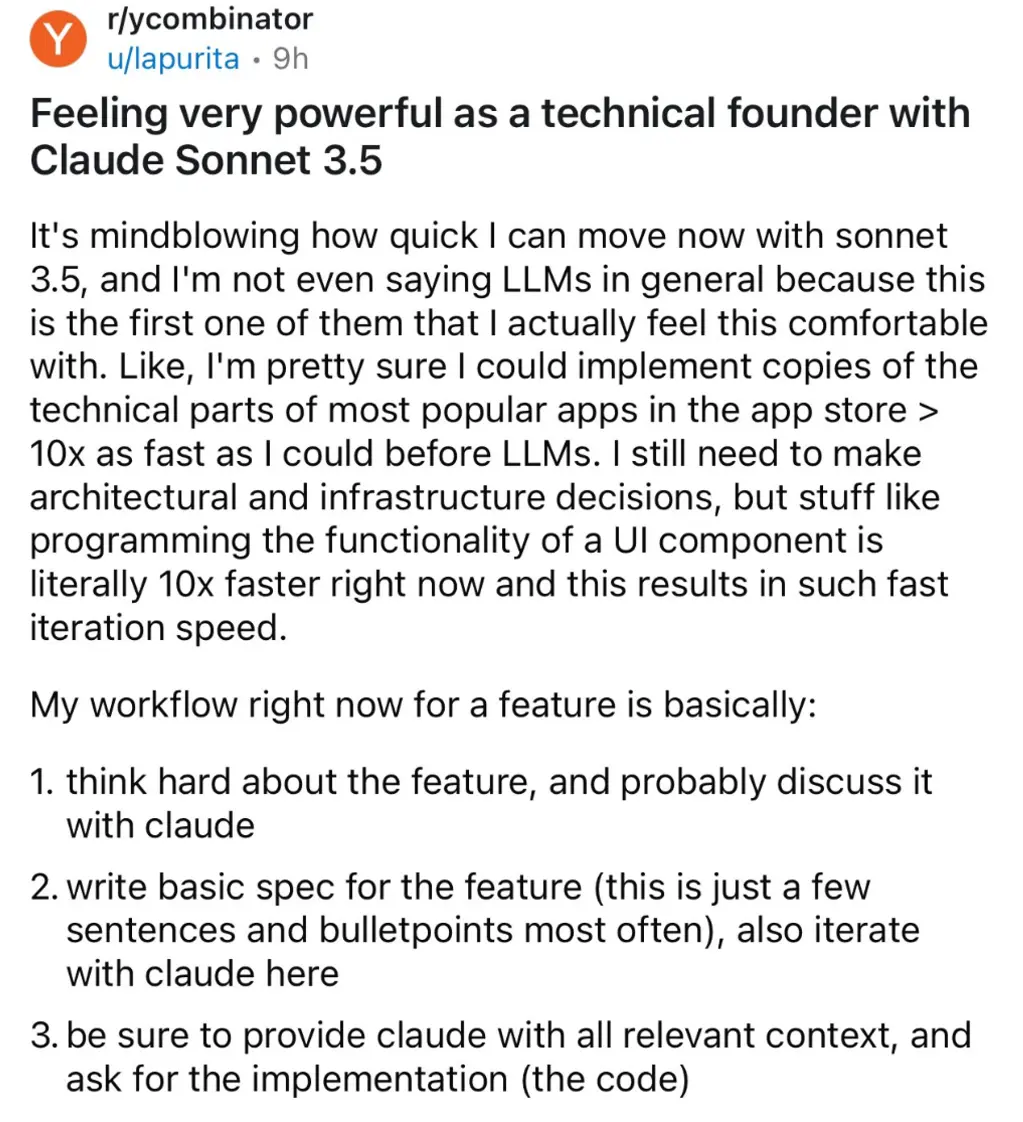 Y
r/ycombinator
u/lapurita • 9h
Feeling very powerful as a technical founder with
Claude Sonnet 3.5
It's mindblowing how quick I can move now with sonnet
3.5, and I'm not even saying LLMs in general because this
is the first one of them that I actually feel this comfortable
with. Like, I'm pretty sure I could implement copies of the
technical parts of most popular apps in the app store >
10x as fast as I could before LLMs. I still need to make
architectural and infrastructure decisions, but stuff like
programming the functionality of a UI component is
literally 10x faster right now and this results in such fast
iteration speed.
My workflow right now for a feature is basically:
1. think hard about the feature, and probably discuss it
with claude
2. write basic spec for the feature (this is just a few
sentences and bulletpoints most often), also iterate
with claude here
3. be sure to provide claude with all relevant context, and
ask for the implementation (the code)